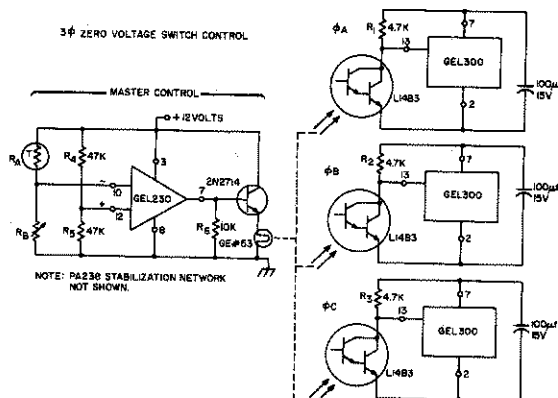 3ϕ ZERO VOLTAGE SWITCH CONTROL
MASTER CONTROL
+12VOLTS
RA
T
R4
47K
3
2N2714
10
GEL230
7
12
8
RB
R5
47K
R6
10K
GE#63
NOTE: PA238 STABILIZATION NETWORK
NOT SHOWN.
ϕA
R1
4.7K
13
7
GEL300
2
L14B3
100μf
15V
ϕB
R2
4.7K
13
7
GEL300
2
L14B3
100μf
15V
ϕC
R3
4.7K
13
7
GEL300
2
L14B3
100μf
15V